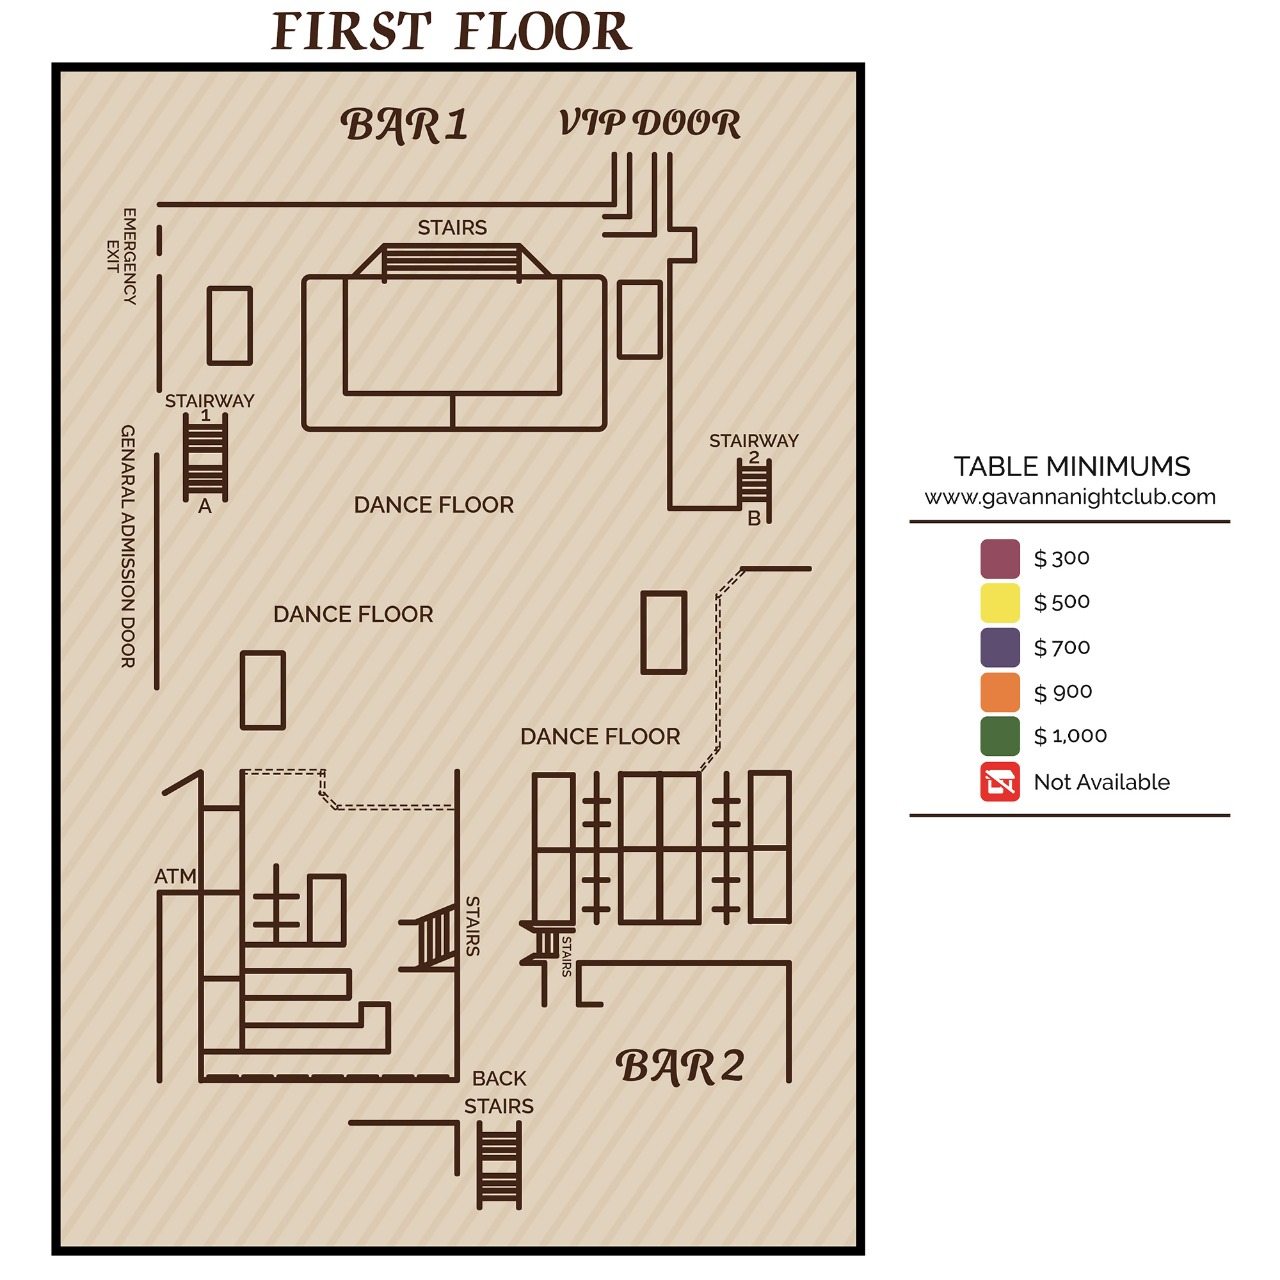 FIRST FLOOR
BAR 1
VIP DOOR
EMERGENCY
EXIT
STAIRS
STAIRWAY
1
A
GENARAL ADMISSION DOOR
STAIRWAY
2
B
DANCE FLOOR
DANCE FLOOR
DANCE FLOOR
ATM
STAIRS
STAIRS
BAR 2
BACK
STAIRS
TABLE MINIMUMS
www.gavannanightclub.com
$ 300
$ 500
$ 700
$ 900
$ 1,000
Not Available